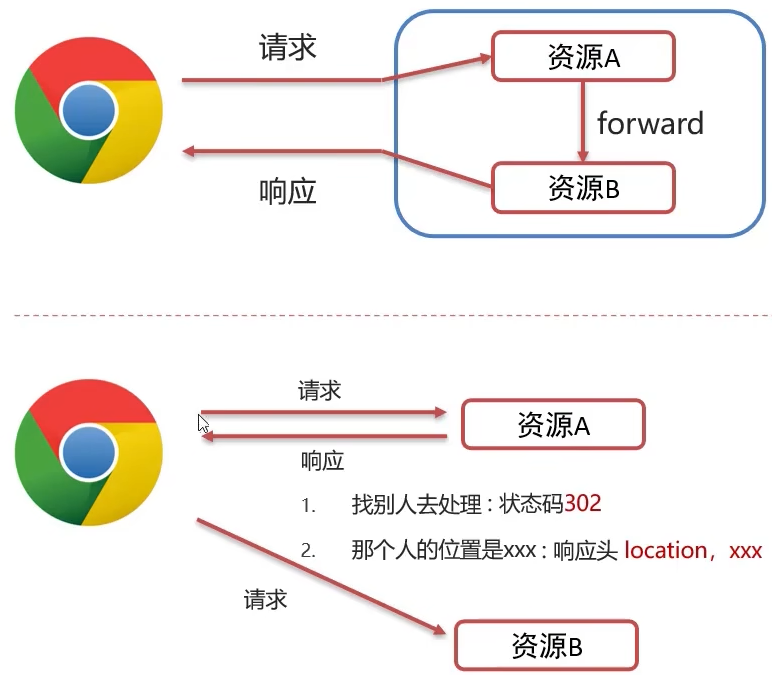 请求
资源A
forward
响应
资源B
请求
资源A
响应
1. 找别人去处理：状态码302
2. 那个人的位置是xxx：响应头 location，xxx
请求
资源B